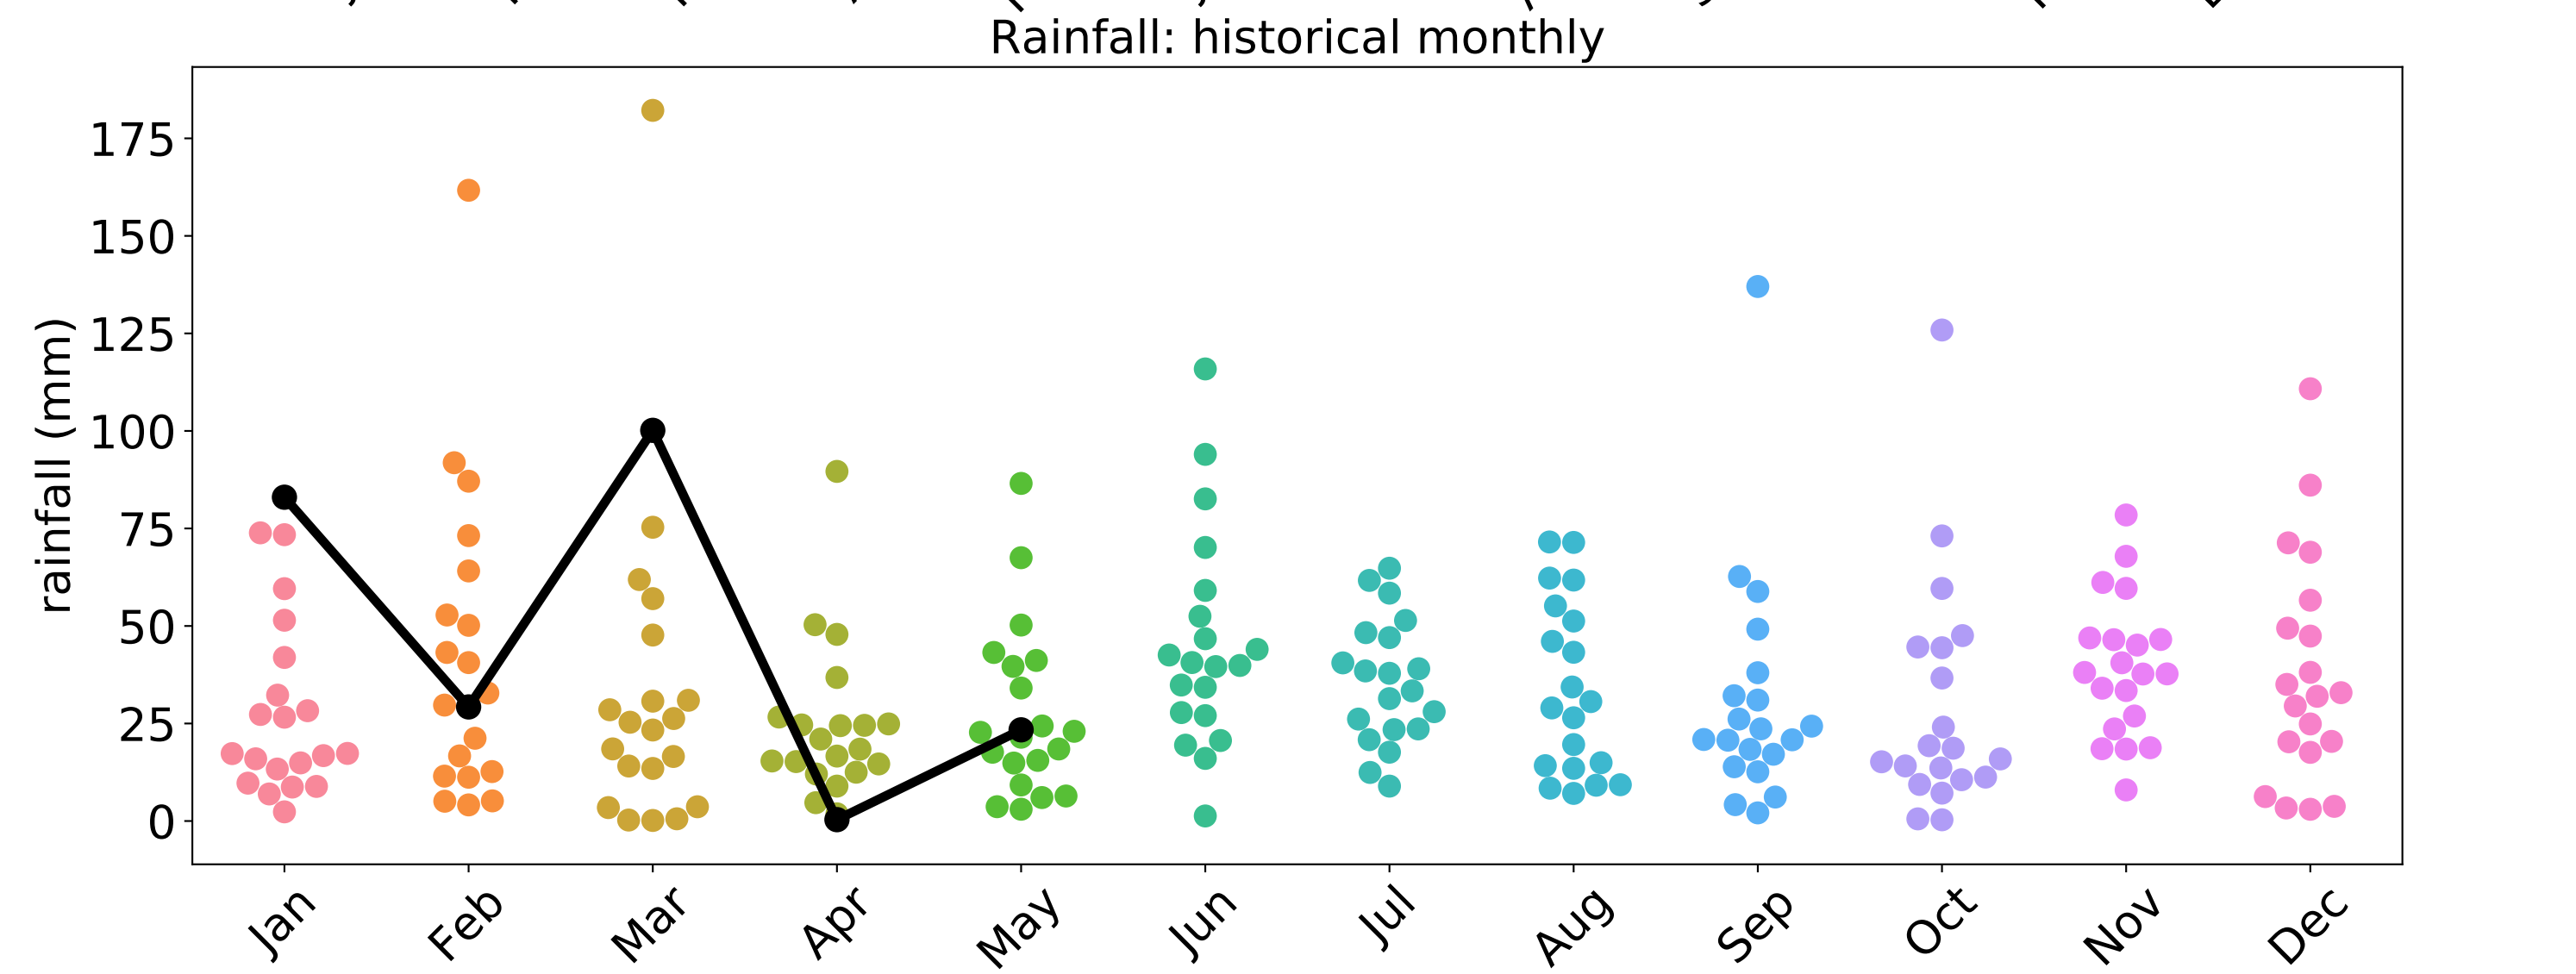 Rainfall: historical monthly
rainfall (mm)
175
150
125
100
75
50
25
0
Jan
Feb
Mar
Apr
May
Jun
Jul
Aug
Sep
Oct
Nov
Dec